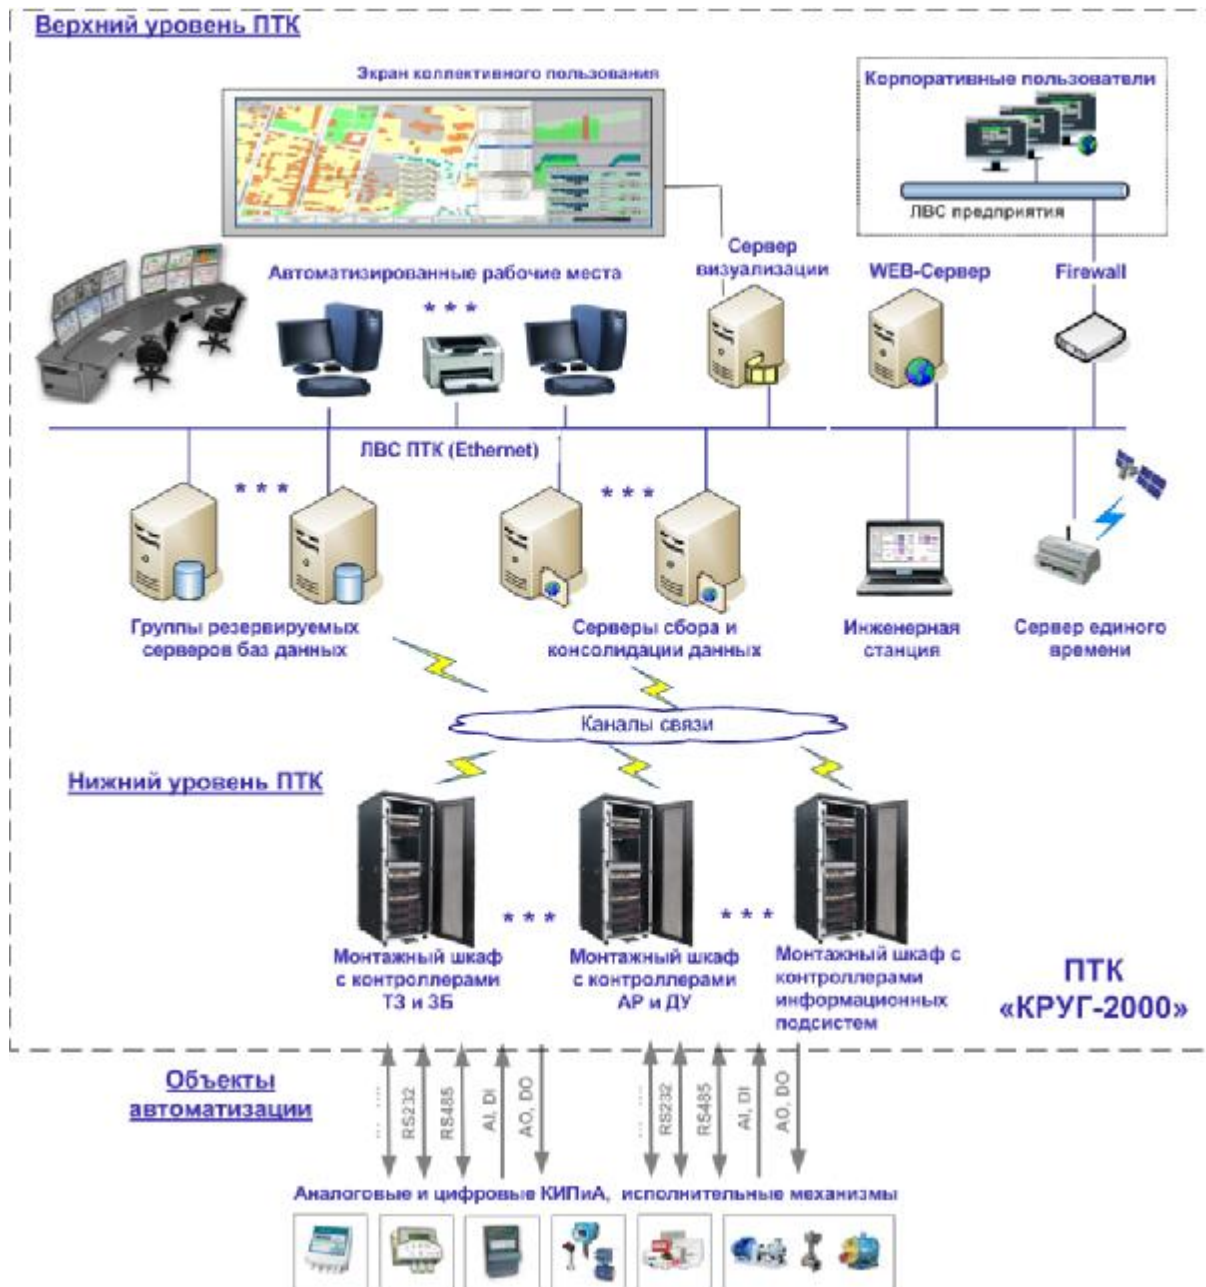 Верхний уровень ПТК
Экран коллективного пользования
Корпоративные пользователи
ЛВС предприятия
Автоматизированные рабочие места
* * *
Сервер
визуализации
WEB-Сервер
Firewall
ЛВС ПТК (Ethernet)
* * *
* * *
Группы резервируемых
серверов баз данных
Серверы сбора и
консолидации данных
Инженерная
станция
Сервер единого
времени
Каналы связи
Нижний уровень ПТК
* * *
* * *
Монтажный шкаф
с контроллерами
ТЗ и ЗБ
Монтажный шкаф
с контроллерами
АР и ДУ
Монтажный шкаф с
контроллерами
информационных
подсистем
ПТК
«КРУГ-2000»
Объекты
автоматизации
RS232
RS485
AI, DI
AO, DO
RS232
RS485
AI, DI
AO, DO
Аналоговые и цифровые КИПиА, исполнительные механизмы